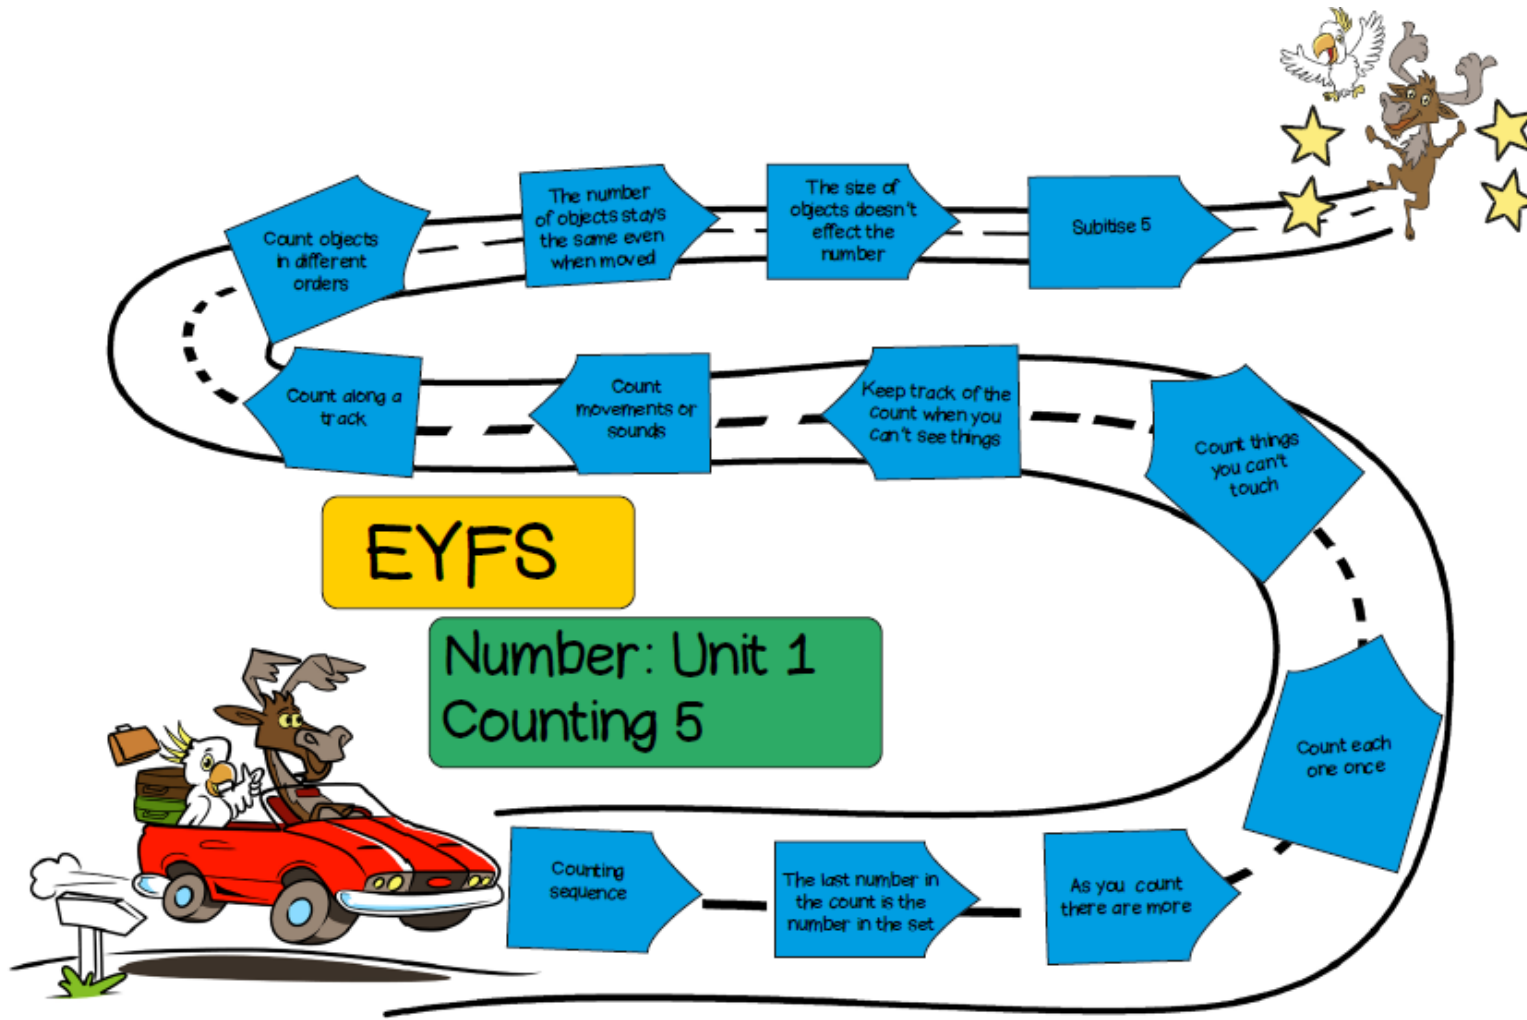 The number
of objects stays
the same even
when moved
The size of
objects doesn't
effect the
number
Subitise 5
Count objects
in different
orders
Count along a
track
Count
movements or
sounds
Keep track of the
count when you
can't see things
Count things
you can't
touch
EYFS
Number: Unit 1
Counting 5
Count each
one once
Counting
sequence
The last number in
the count is the
number in the set
As you count
there are more